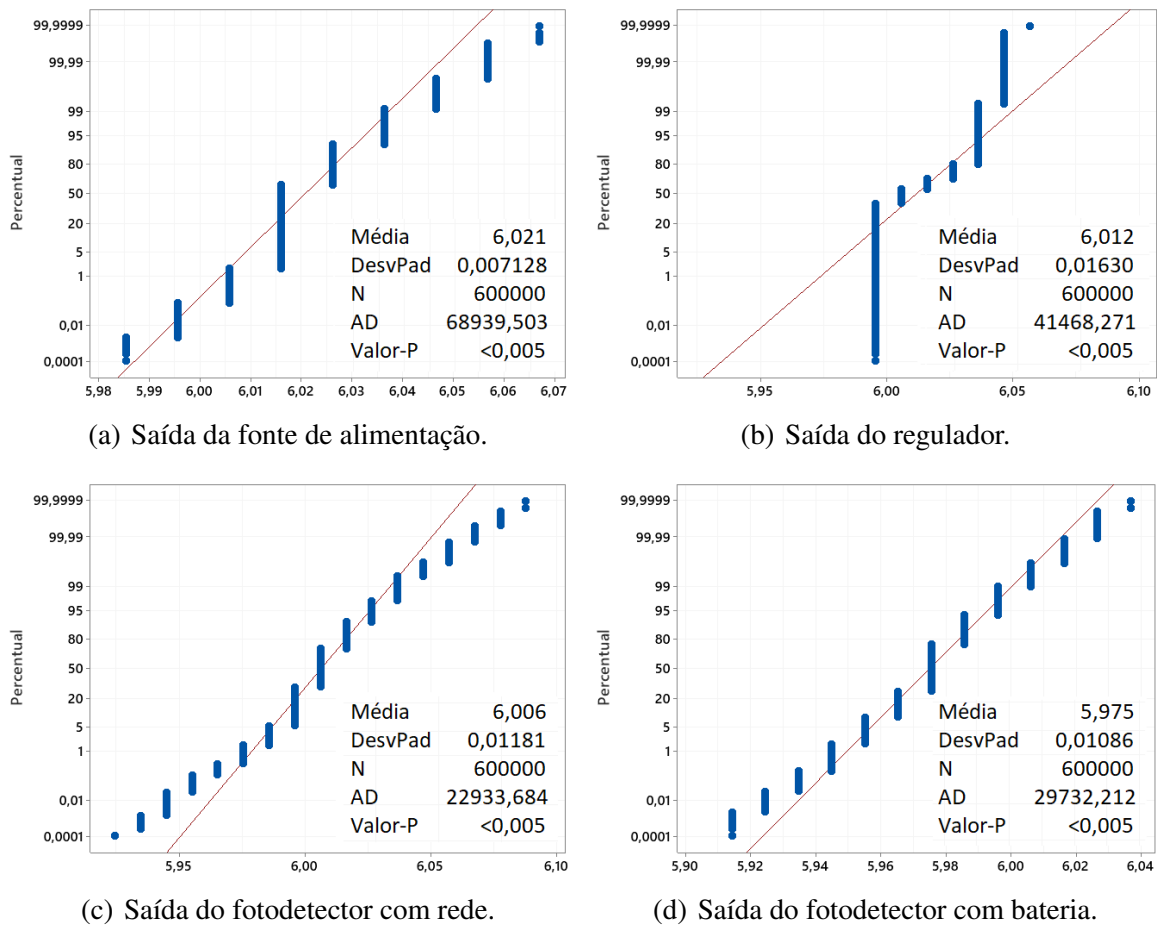 99,9999
99,99
99
95
80
50
20
5
1
0,01
0,0001
Percentual
Média 6,021
DesvPad 0,007128
N 600000
AD 68939,503
Valor-P <0,005
5,98 5,99 6,00 6,01 6,02 6,03 6,04 6,05 6,06 6,07
(a) Saída da fonte de alimentação.
99,9999
99,99
99
95
80
50
20
5
1
0,01
0,0001
Percentual
Média 6,012
DesvPad 0,01630
N 600000
AD 41468,271
Valor-P <0,005
5,95 6,00 6,05 6,10
(b) Saída do regulador.
99,9999
99,99
99
95
80
50
20
5
1
0,01
0,0001
Percentual
Média 6,006
DesvPad 0,01181
N 600000
AD 22933,684
Valor-P <0,005
5,95 6,00 6,05 6,10
(c) Saída do fotodetector com rede.
99,9999
99,99
99
95
80
50
20
5
1
0,01
0,0001
Percentual
Média 5,975
DesvPad 0,01086
N 600000
AD 29732,212
Valor-P <0,005
5,90 5,92 5,94 5,96 5,98 6,00 6,02 6,04
(d) Saída do fotodetector com bateria.